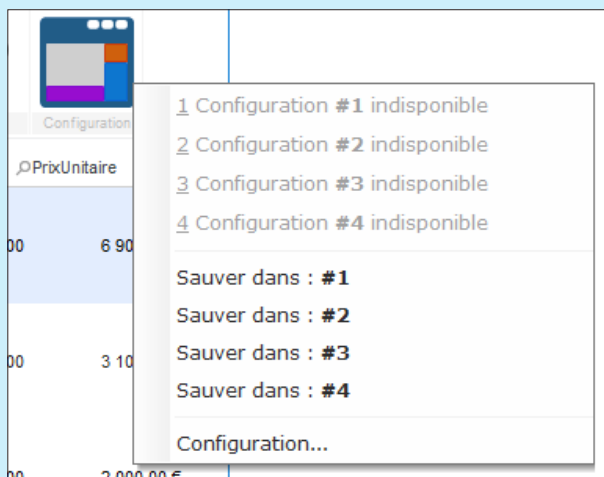 Configuration
PrixUnitaire
1 Configuration #1 indisponible
2 Configuration #2 indisponible
3 Configuration #3 indisponible
4 Configuration #4 indisponible
00 6 90
Sauver dans : #1
Sauver dans : #2
Sauver dans : #3
00 3 10
Sauver dans : #4
Configuration...